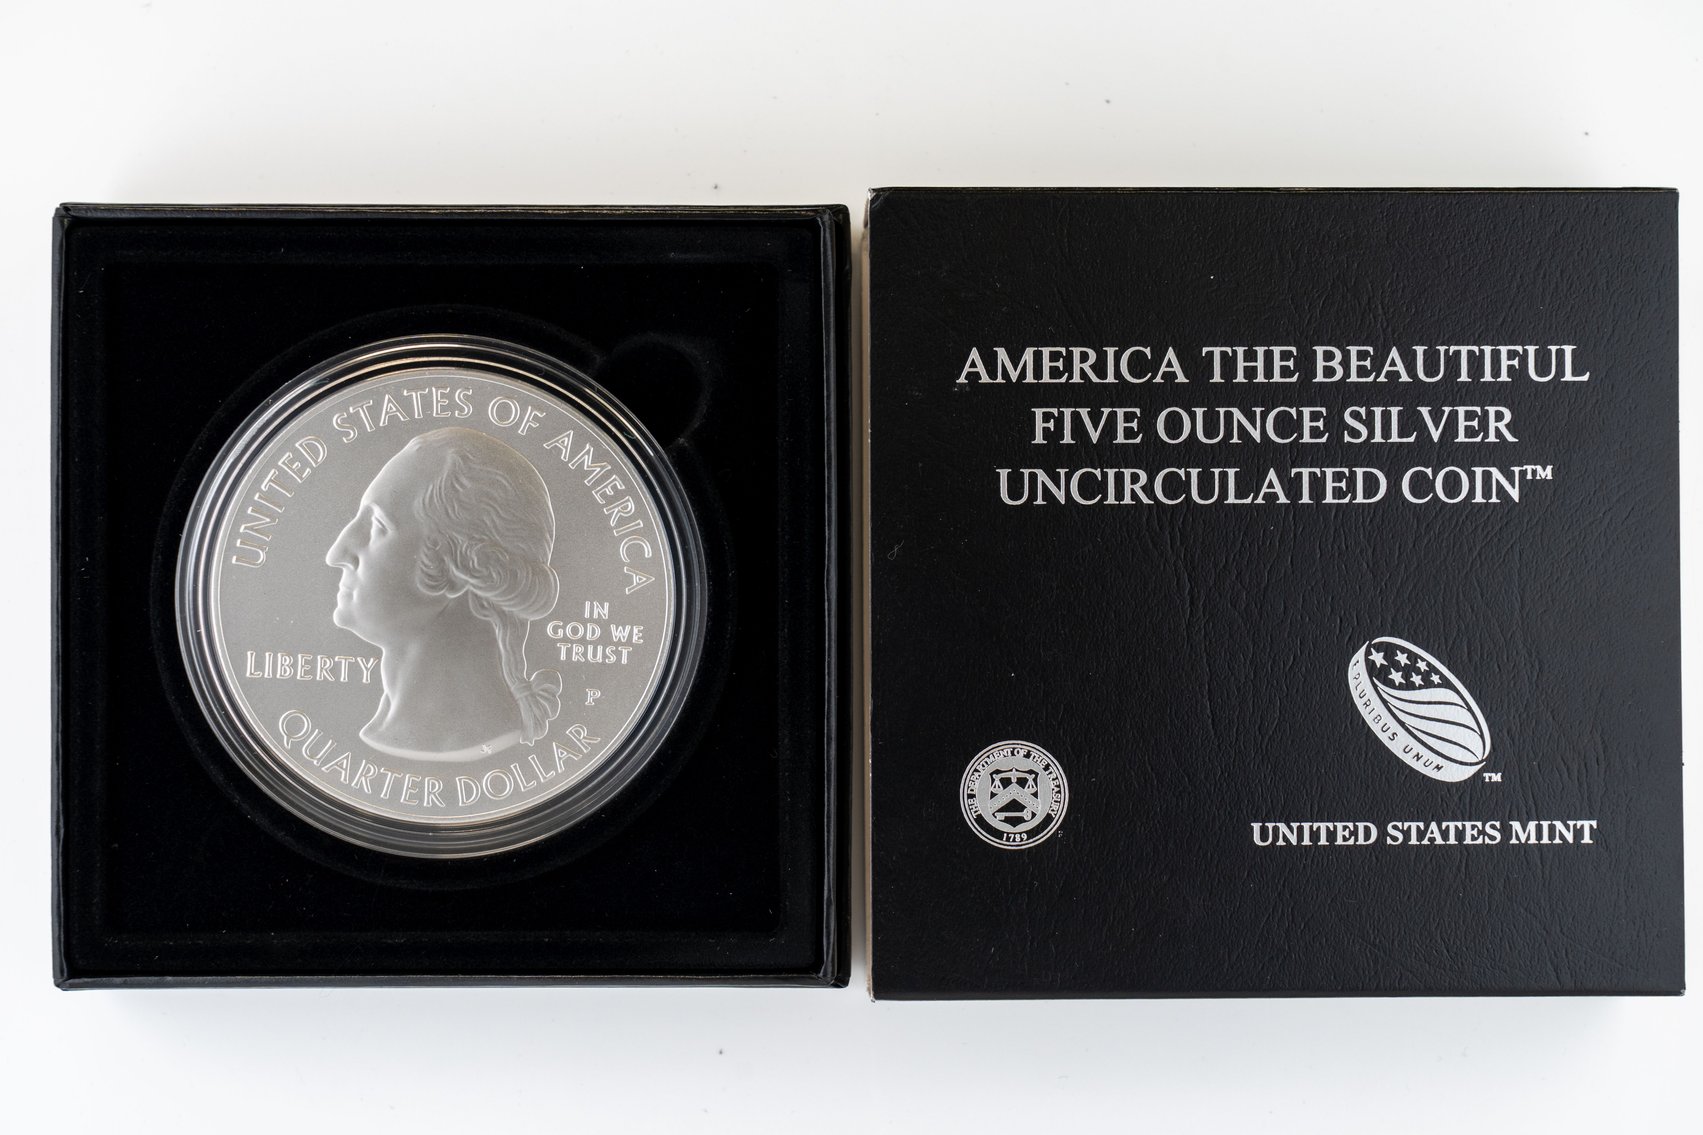 UNITED STATES OF AMERICA
IN
GOD WE
TRUST
LIBERTY
P
QUARTER DOLLAR
AMERICA THE BEAUTIFUL
FIVE OUNCE SILVER
UNCIRCULATED COIN™
E PLURIBUS UNUM
™
THE DEPARTMENT OF THE TREASURY
1789
UNITED STATES MINT